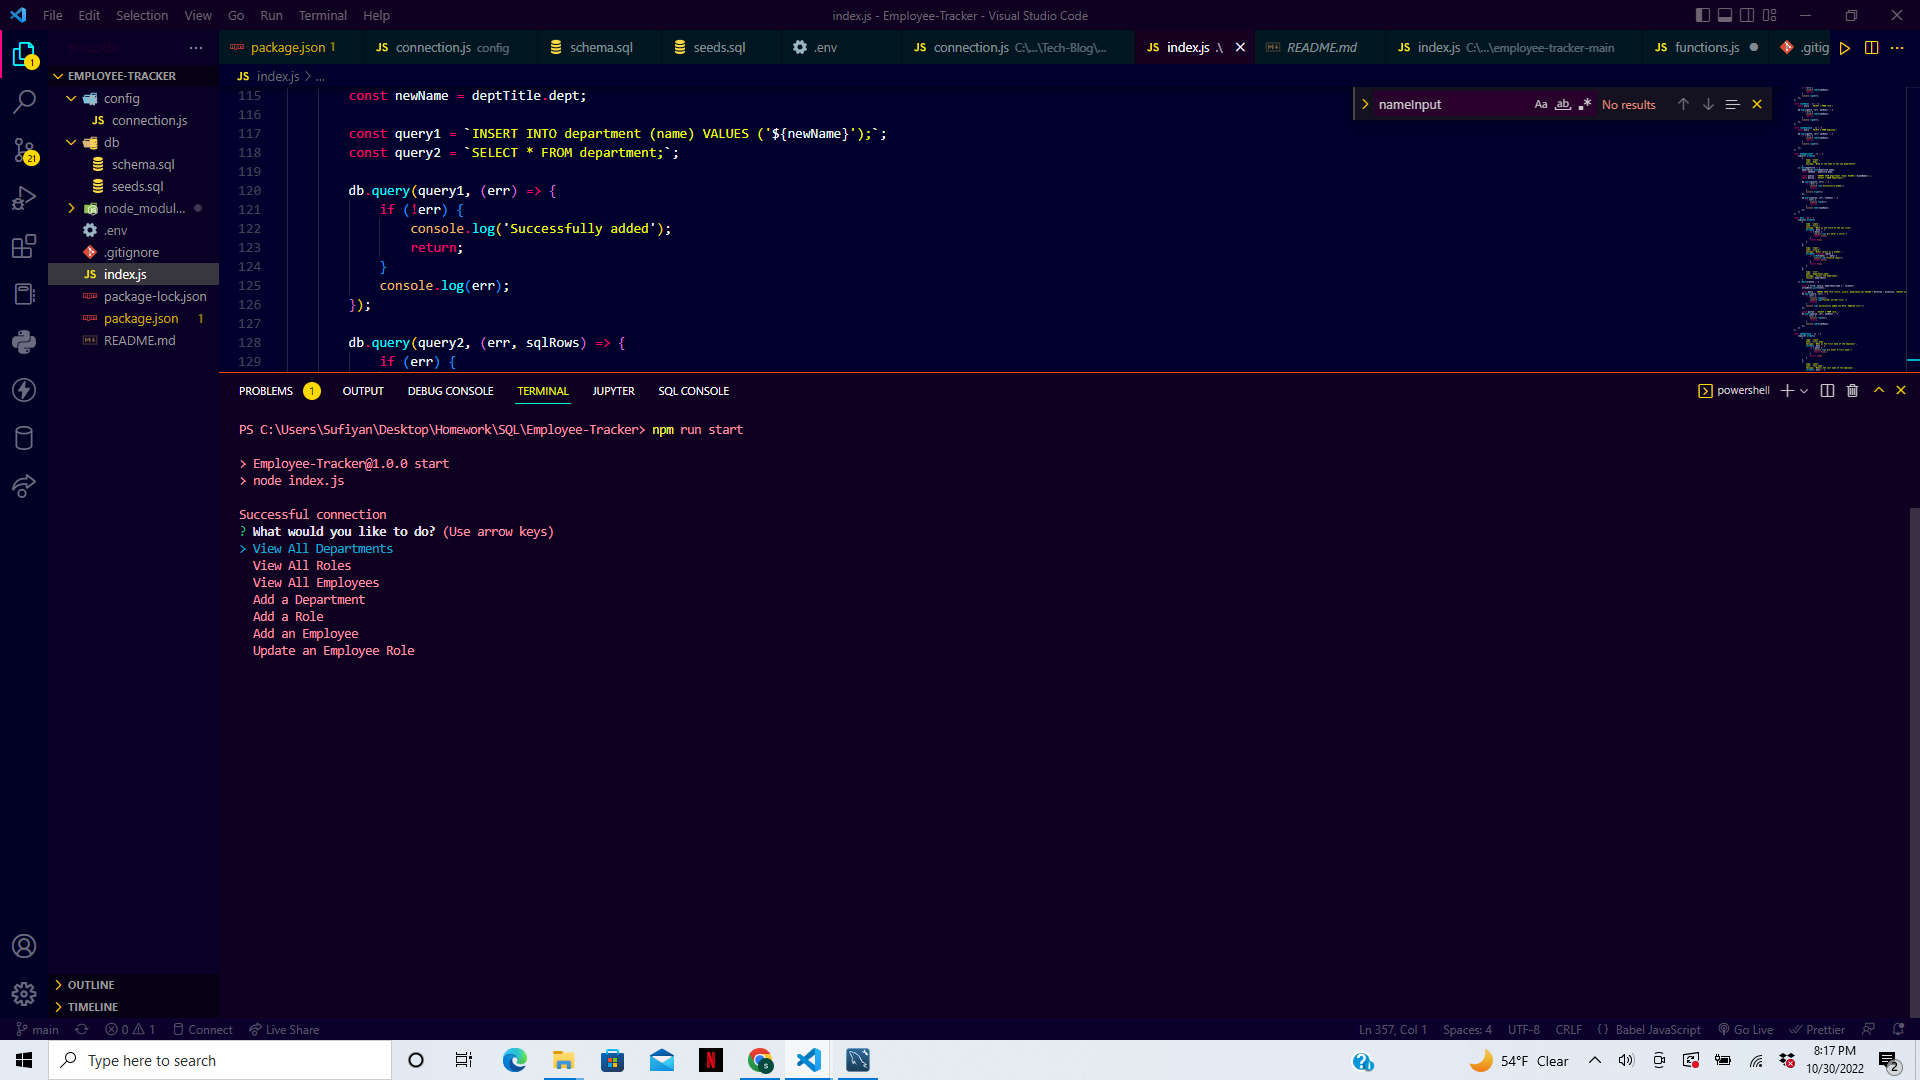 File Edit Selection View Go Run Terminal Help
index.js - Employee-Tracker - Visual Studio Code
EXPLORER
package.json 1
JS connection.js config
schema.sql
seeds.sql
.env
JS connection.js C:\...\Tech-Blog\...
JS index.js .\
README.md
JS index.js C:\...\employee-tracker-main
JS functions.js
.gitig
EMPLOYEE-TRACKER
config
JS connection.js
db
schema.sql
seeds.sql
node_modul...
.env
.gitignore
JS index.js
package-lock.json
package.json 1
README.md
OUTLINE
TIMELINE
1
21
JS index.js > ...
nameInput Aa ab No results
115 const newName = deptTitle.dept;
116
117 const query1 = `INSERT INTO department (name) VALUES ('${newName}');`;
118 const query2 = `SELECT * FROM department;`;
119
120 db.query(query1, (err) => {
121 if (!err) {
122 console.log('Successfully added');
123 return;
124 }
125 console.log(err);
126 });
127
128 db.query(query2, (err, sqlRows) => {
129 if (err) {
PROBLEMS 1 OUTPUT DEBUG CONSOLE TERMINAL JUPYTER SQL CONSOLE
powershell
PS C:\Users\Sufiyan\Desktop\Homework\SQL\Employee-Tracker> npm run start
> Employee-Tracker@1.0.0 start
> node index.js
Successful connection
? What would you like to do? (Use arrow keys)
> View All Departments
View All Roles
View All Employees
Add a Department
Add a Role
Add an Employee
Update an Employee Role
main 0 1 Connect Live Share
Ln 357, Col 1 Spaces: 4 UTF-8 CRLF {} Babel JavaScript Go Live Prettier
Type here to search
54°F Clear
8:17 PM
10/30/2022
2